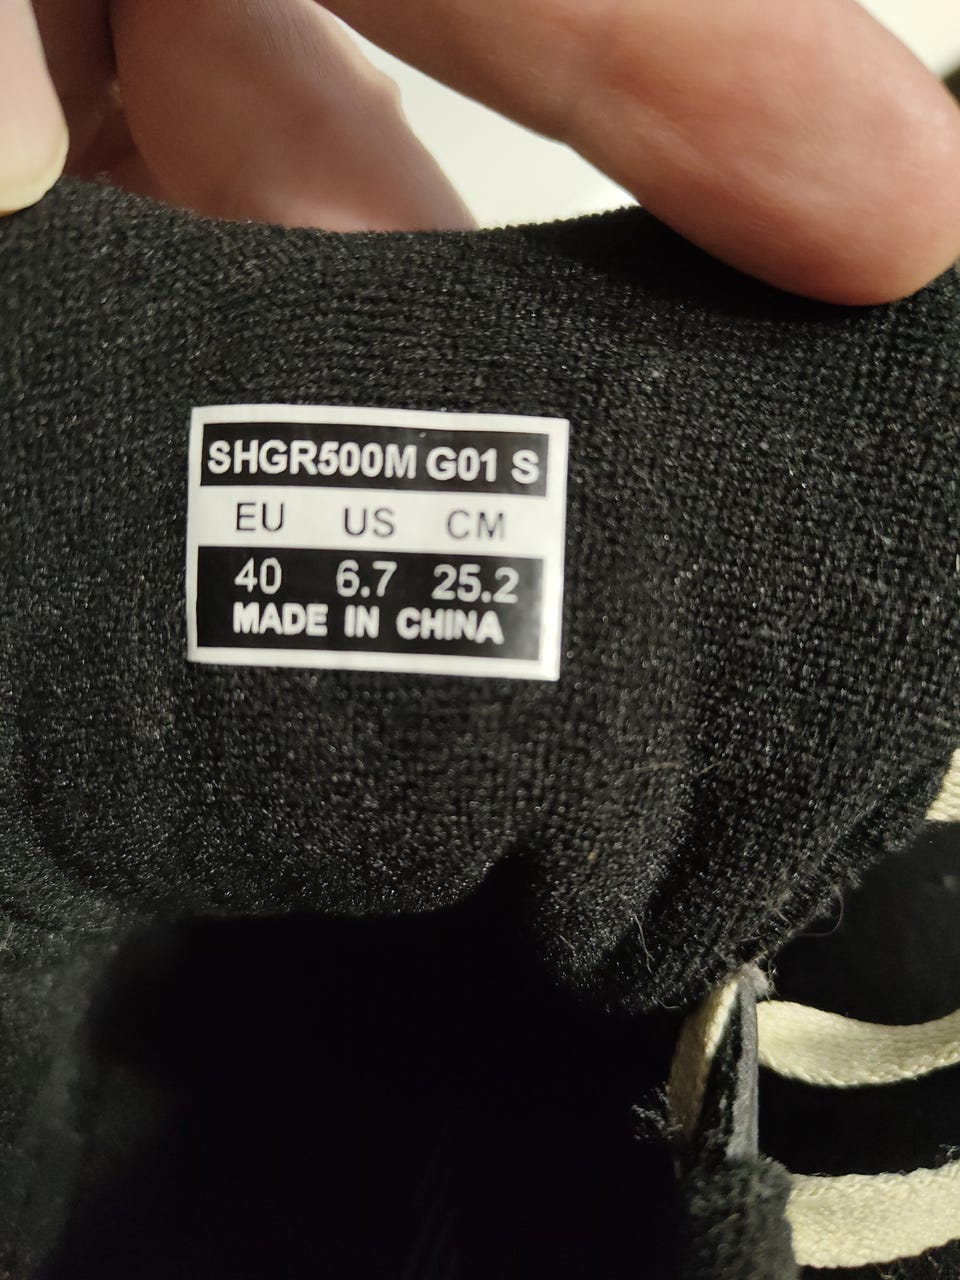 SHGR500M G01 S
EU US CM
40 6.7 25.2
MADE IN CHINA